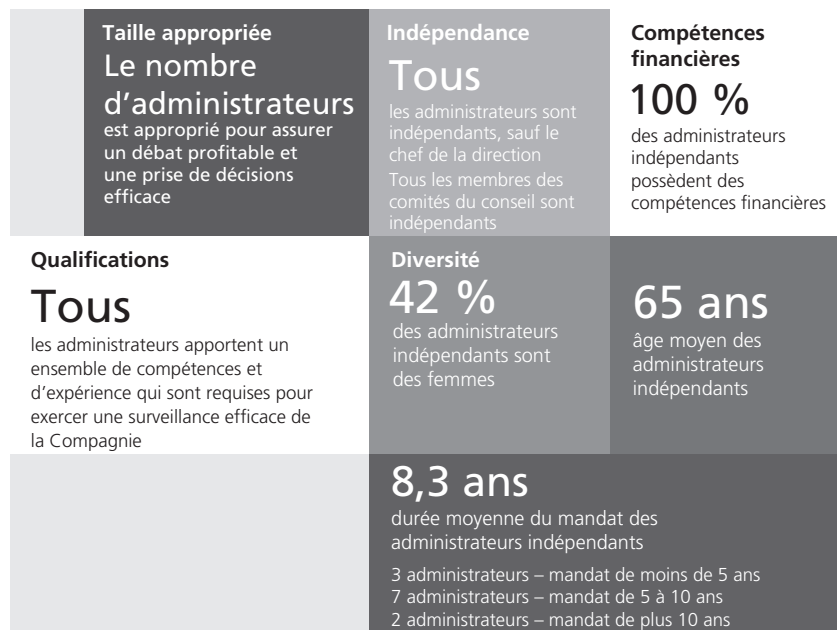 Taille appropriée
Le nombre
d’administrateurs
est approprié pour assurer
un débat profitable et
une prise de décisions
efficace
Indépendance
Tous
les administrateurs sont
indépendants, sauf le
chef de la direction
Tous les membres des
comités du conseil sont
indépendants
Compétences
financières
100 %
des administrateurs
indépendants
possèdent des
compétences financières
Qualifications
Tous
les administrateurs apportent un
ensemble de compétences et
d’expérience qui sont requises pour
exercer une surveillance efficace de
la Compagnie
Diversité
42 %
des administrateurs
indépendants sont
des femmes
65 ans
âge moyen des
administrateurs
indépendants
8,3 ans
durée moyenne du mandat des
administrateurs indépendants
3 administrateurs – mandat de moins de 5 ans
7 administrateurs – mandat de 5 à 10 ans
2 administrateurs – mandat de plus 10 ans